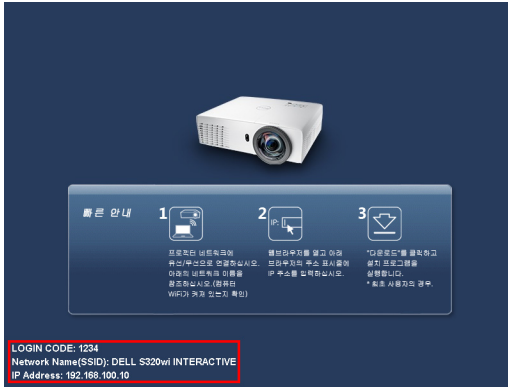 빠른 안내
1
프로젝터 네트워크에
유선/무선으로 연결하십시오.
아래의 네트워크 이름을
참조하십시오.(컴퓨터
WiFi가 켜져 있는지 확인)
2
IP:
웹브라우저를 열고 아래
브라우저의 주소 표시줄에
IP 주소를 입력하십시오.
3
"다운로드"를 클릭하고
설치 프로그램을
실행합니다.
* 최초 사용자의 경우.
LOGIN CODE: 1234
Network Name(SSID): DELL S320wi INTERACTIVE
IP Address: 192.168.100.10